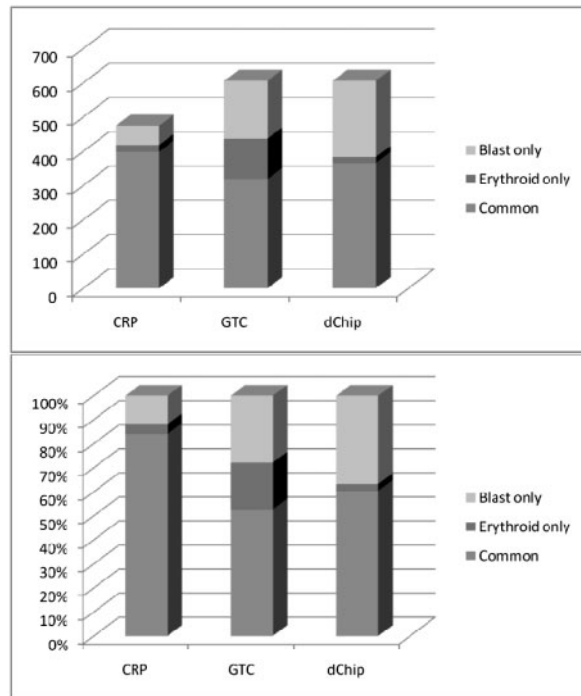 700
600
500
400
300
200
100
0
CRP GTC dChip
Blast only
Erythroid only
Common
100%
90%
80%
70%
60%
50%
40%
30%
20%
10%
0%
CRP GTC dChip
Blast only
Erythroid only
Common